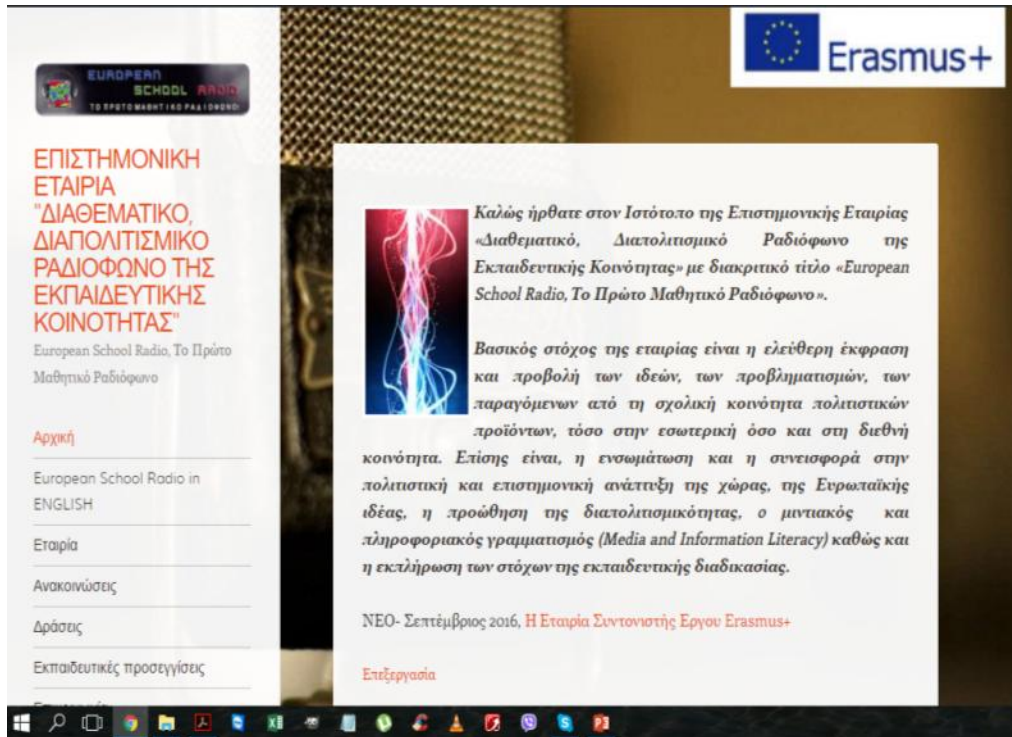 Erasmus+
EUROPEAN
SCHOOL RADIO
ΤΟ ΠΡΩΤΟ ΜΑΘΗΤΙΚΟ ΡΑΔΙΟΦΩΝΟ!
ΕΠΙΣΤΗΜΟΝΙΚΗ
ΕΤΑΙΡΙΑ
"ΔΙΑΘΕΜΑΤΙΚΟ,
ΔΙΑΠΟΛΙΤΙΣΜΙΚΟ
ΡΑΔΙΟΦΩΝΟ ΤΗΣ
ΕΚΠΑΙΔΕΥΤΙΚΗΣ
ΚΟΙΝΟΤΗΤΑΣ"
European School Radio, Το Πρώτο
Μαθητικό Ραδιόφωνο
Αρχική
European School Radio in
ENGLISH
Εταιρία
Ανακοινώσεις
Δράσεις
Εκπαιδευτικές προσεγγίσεις
Καλώς ήρθατε στον Ιστότοπο της Επιστημονικής Εταιρίας
«Διαθεματικό, Διαπολιτισμικό Ραδιόφωνο της
Εκπαιδευτικής Κοινότητας» με διακριτικό τίτλο «European
School Radio, Το Πρώτο Μαθητικό Ραδιόφωνο».
Βασικός στόχος της εταιρίας είναι η ελεύθερη έκφραση
και προβολή των ιδεών, των προβληματισμών, των
παραγόμενων από τη σχολική κοινότητα πολιτιστικών
προϊόντων, τόσο στην εσωτερική όσο και στη διεθνή
κοινότητα. Επίσης είναι, η ενσωμάτωση και η συνεισφορά στην
πολιτιστική και επιστημονική ανάπτυξη της χώρας, της Ευρωπαϊκής
ιδέας, η προώθηση της διαπολιτισμικότητας, ο μιντιακός και
πληροφοριακός γραμματισμός (Media and Information Literacy) καθώς και
η εκπλήρωση των στόχων της εκπαιδευτικής διαδικασίας.
ΝΕΟ- Σεπτέμβριος 2016, Η Εταιρία Συντονιστής Εργου Erasmus+
Επεξεργασία